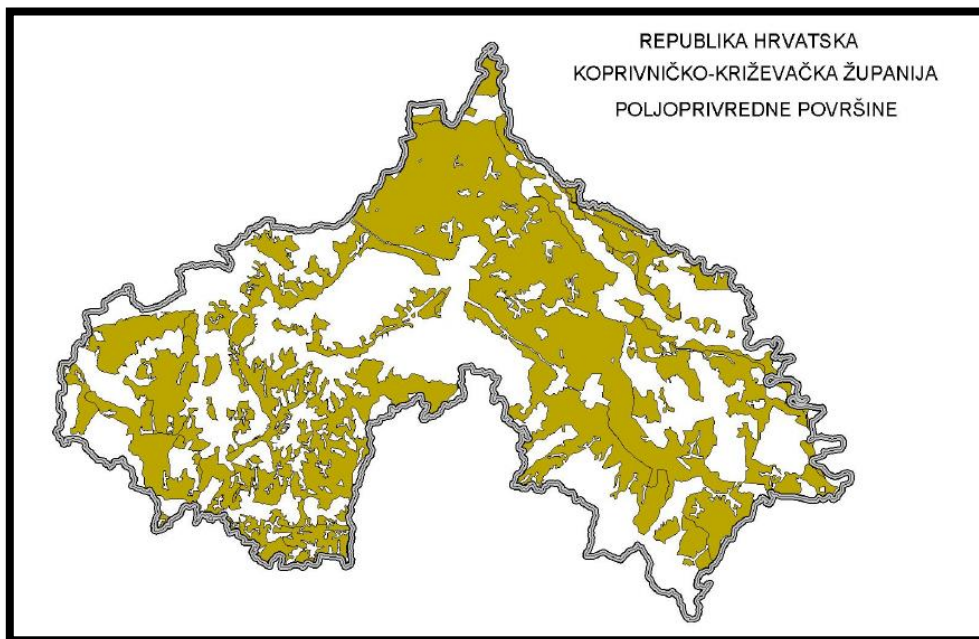 REPUBLIKA HRVATSKA
KOPRIVNIČKO-KRIŽEVAČKA ŽUPANIJA
POLJOPRIVREDNE POVRŠINE